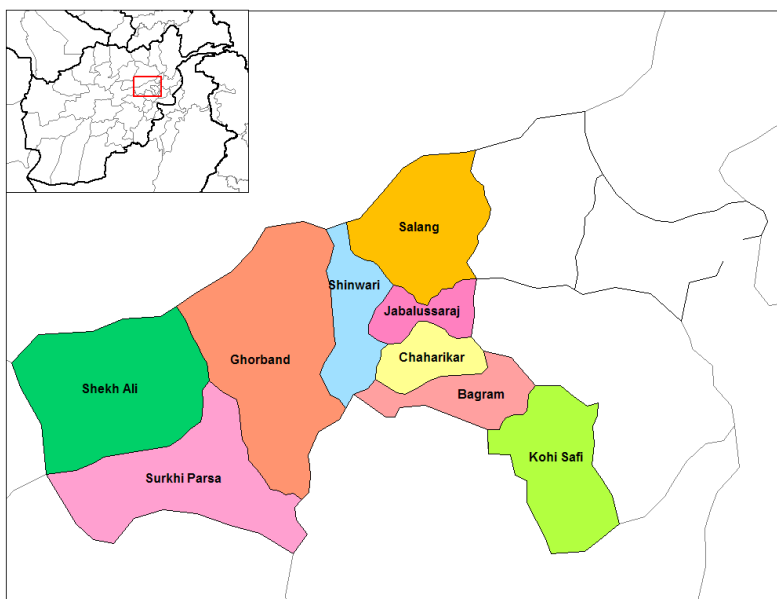 Salang
Shinwari
Jabalussaraj
Ghorband
Chaharikar
Shekh Ali
Bagram
Kohi Safi
Surkhi Parsa